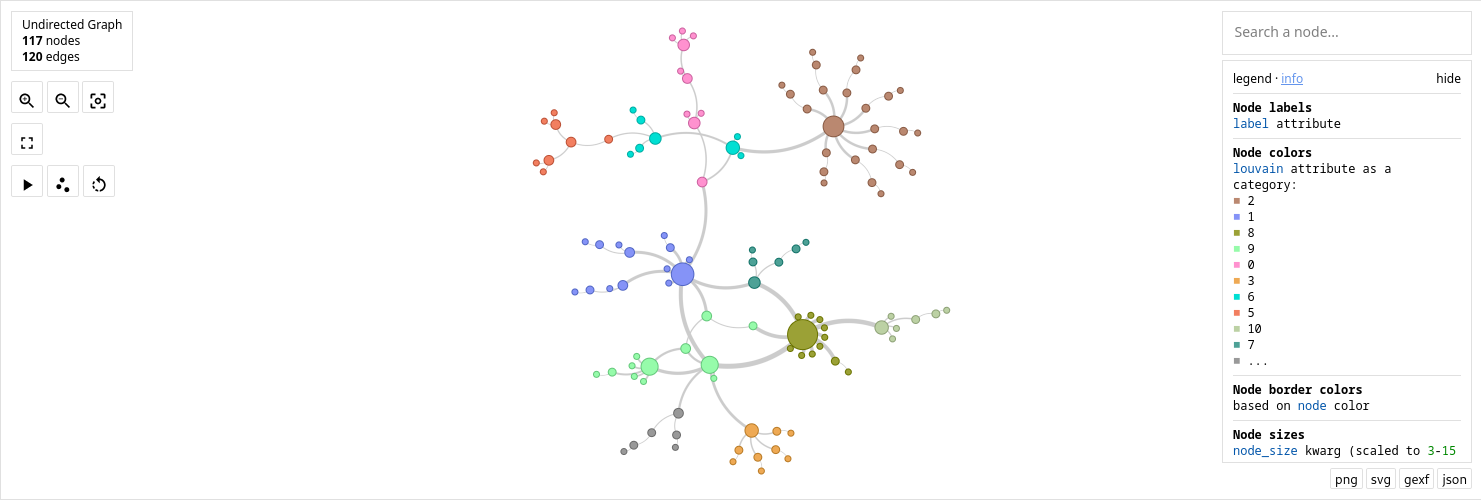 Undirected Graph
117 nodes
120 edges
Search a node...
legend · info hide
Node labels
label attribute
Node colors
louvain attribute as a
category:
2
1
8
9
0
3
6
5
10
7
...
Node border colors
based on node color
Node sizes
node_size kwarg (scaled to 3-15
png svg gexf json